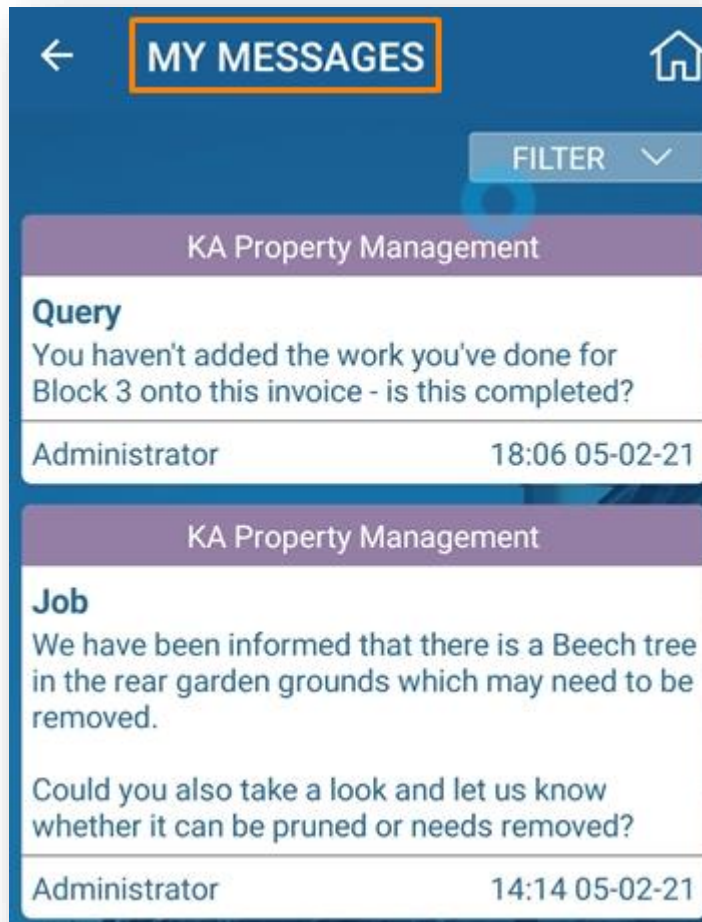 MY MESSAGES
FILTER
KA Property Management
Query
You haven't added the work you've done for
Block 3 onto this invoice - is this completed?
Administrator 18:06 05-02-21
KA Property Management
Job
We have been informed that there is a Beech tree
in the rear garden grounds which may need to be
removed.
Could you also take a look and let us know
whether it can be pruned or needs removed?
Administrator 14:14 05-02-21